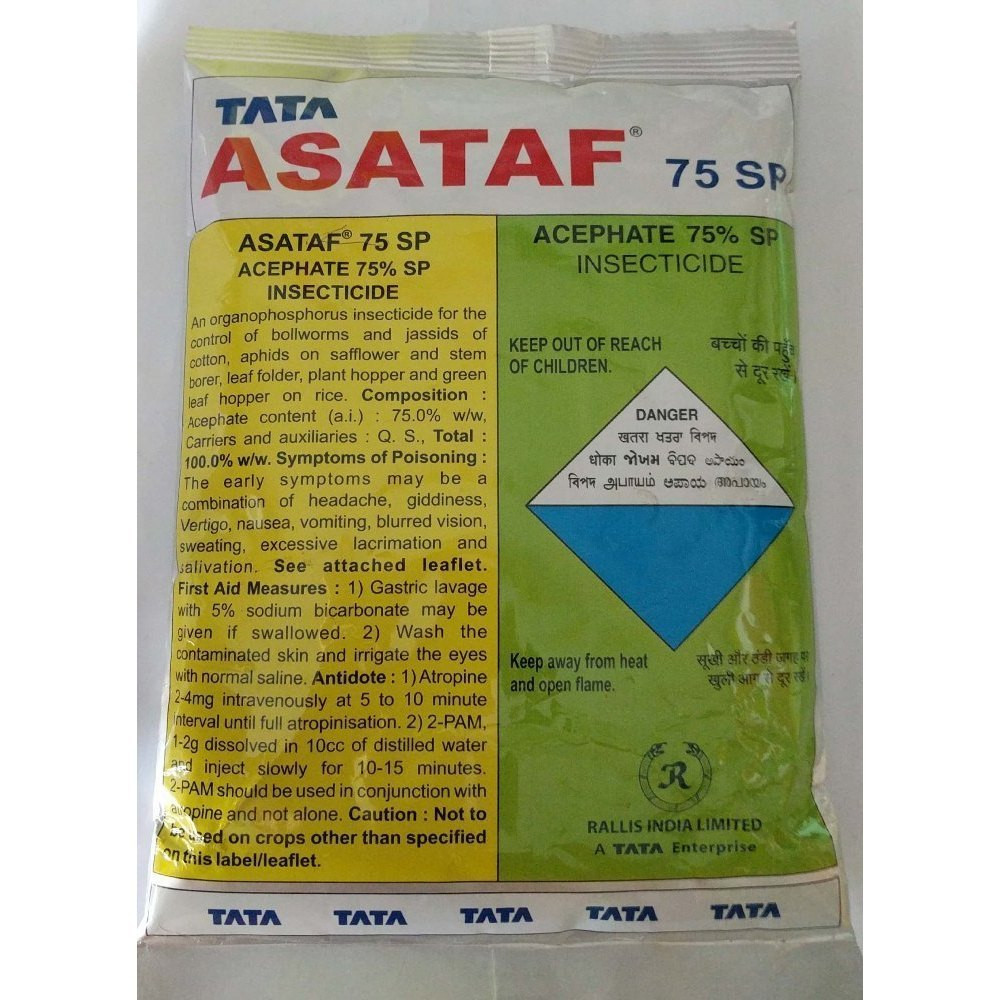 TATA
ASATAF®
75 SP
ASATAF® 75 SP
ACEPHATE 75% SP
INSECTICIDE
An organophosphorus insecticide for the
control of bollworms and jassids of
cotton, aphids on safflower and stem
borer, leaf folder, plant hopper and green
leaf hopper on rice. Composition :
Acephate content (a.i.) : 75.0% w/w,
Carriers and auxiliaries : Q. S., Total :
100.0% w/w. Symptoms of Poisoning :
The early symptoms may be a
combination of headache, giddiness,
Vertigo, nausea, vomiting, blurred vision,
sweating, excessive lacrimation and
salivation. See attached leaflet.
First Aid Measures : 1) Gastric lavage
with 5% sodium bicarbonate may be
given if swallowed. 2) Wash the
contaminated skin and irrigate the eyes
with normal saline. Antidote : 1) Atropine
2-4mg intravenously at 5 to 10 minute
interval until full atropinisation. 2) 2-PAM,
1-2g dissolved in 10cc of distilled water
and inject slowly for 10-15 minutes.
2-PAM should be used in conjunction with
atropine and not alone. Caution : Not to
be used on crops other than specified
on this label/leaflet.
ACEPHATE 75% SP
INSECTICIDE
KEEP OUT OF REACH
OF CHILDREN.
बच्चों की पहुँच
से दूर रखें।
DANGER
खतरा ਖਤਰਾ বিপদ
धोका જોખમ ବିପଦ అపాయం
বিপদ அபாயம் ಅಪಾಯ അപായം
Keep away from heat
and open flame.
सूखी और ठंडी जगह पर
खुली आग से दूर रखें।
R
RALLIS INDIA LIMITED
A TATA Enterprise
TATA TATA TATA TATA TATA